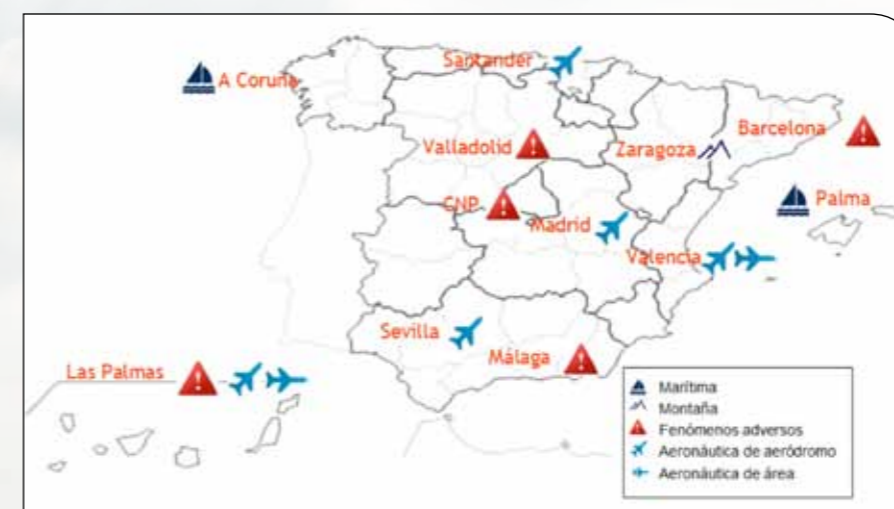 Santander
A Coruña
Barcelona
Valladolid
Zaragoza
Palma
CNP
Madrid
Valencia
Sevilla
Málaga
Las Palmas
Marítima
Montaña
Fenómenos adversos
Aeronáutica de aeródromo
Aeronáutica de área